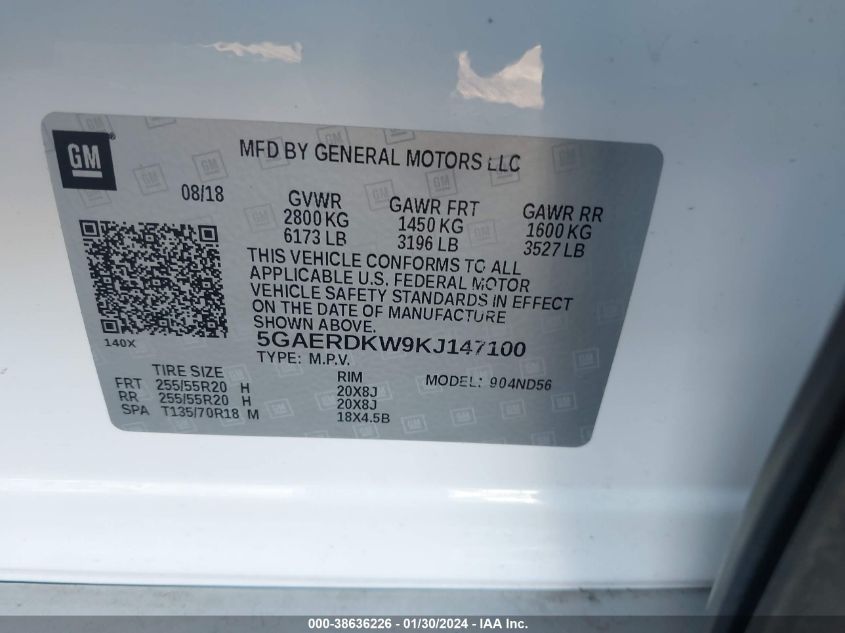 GM
MFD BY GENERAL MOTORS LLC
08/18
GVWR
2800 KG
6173 LB
GAWR FRT
1450 KG
3196 LB
GAWR RR
1600 KG
3527 LB
THIS VEHICLE CONFORMS TO ALL
APPLICABLE U.S. FEDERAL MOTOR
VEHICLE SAFETY STANDARDS IN EFFECT
ON THE DATE OF MANUFACTURE
SHOWN ABOVE.
140X
5GAERDKW9KJ147100
TYPE: M.P.V.
MODEL: 904ND56
TIRE SIZE RIM
FRT 255/55R20 H 20X8J
RR 255/55R20 H 20X8J
SPA T135/70R18 M 18X4.5B
000-38636226 - 01/30/2024 - IAA Inc.